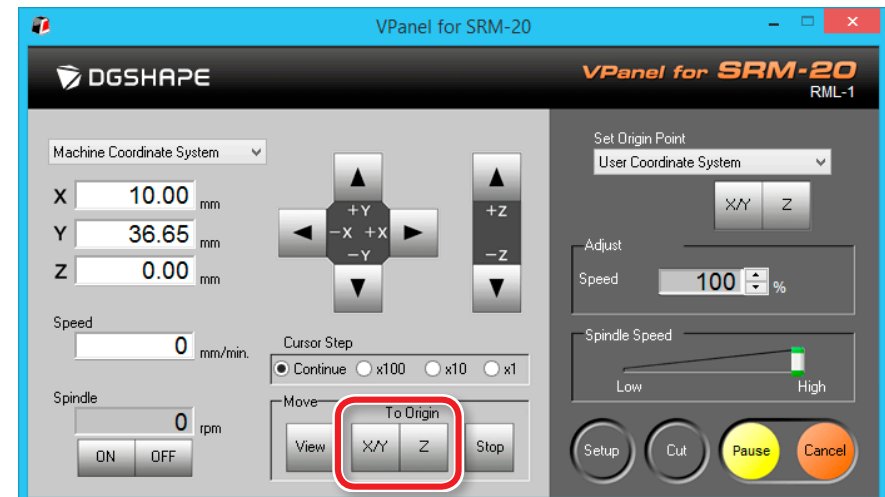 VPanel for SRM-20
DGSHAPE
VPanel for SRM-20
RML-1
Machine Coordinate System
X 10.00 mm
Y 36.65 mm
Z 0.00 mm
Speed
0 mm/min.
Spindle
0 rpm
ON OFF
+Y
-X +X
-Y
+Z
-Z
Cursor Step
Continue x100 x10 x1
Move
To Origin
View X/Y Z Stop
Set Origin Point
User Coordinate System
X/Y Z
Adjust
Speed 100 %
Spindle Speed
Low High
Setup Cut Pause Cancel